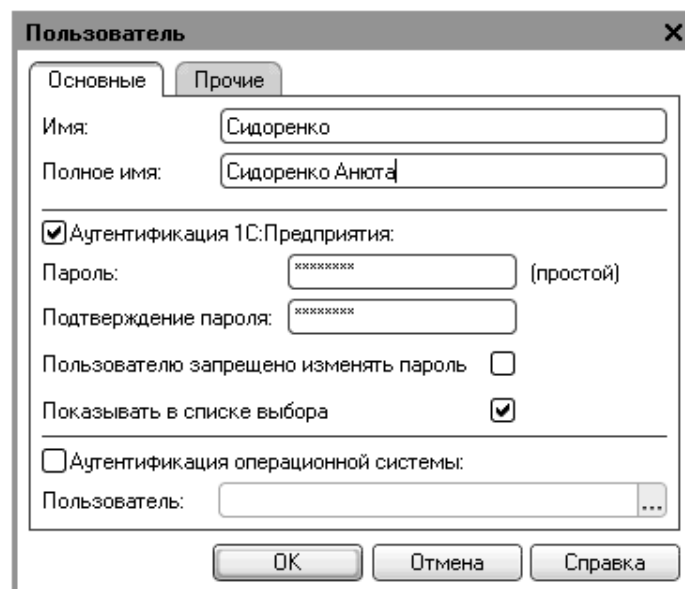 Пользователь
Основные Прочие
Имя: Сидоренко
Полное имя: Сидоренко Анюта
Аутентификация 1С:Предприятия:
Пароль: ******** (простой)
Подтверждение пароля: ********
Пользователю запрещено изменять пароль
Показывать в списке выбора
Аутентификация операционной системы:
Пользователь: ...
OK Отмена Справка